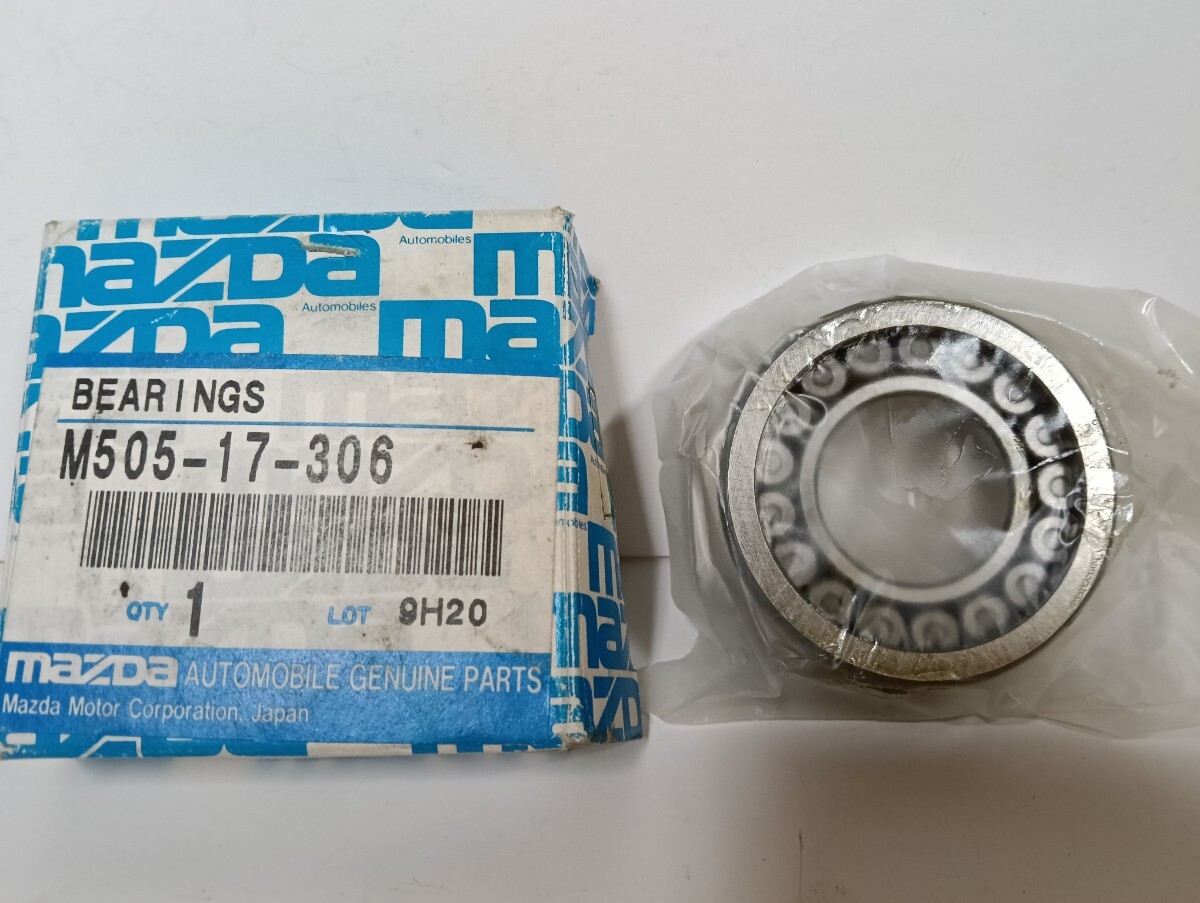 mazda
Automobiles
mazda
m
Automobiles
mazda
ma
BEARINGS
M505-17-306
QTY 1 LOT 9H20
mazda AUTOMOBILE GENUINE PARTS
Mazda Motor Corporation, Japan